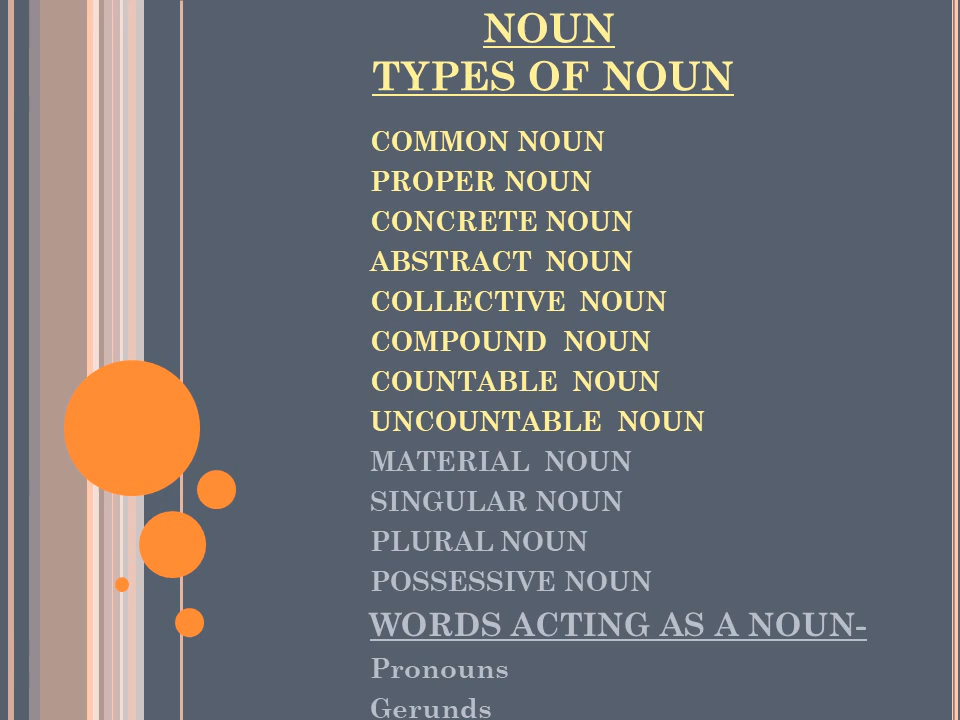 NOUN
TYPES OF NOUN
COMMON NOUN
PROPER NOUN
CONCRETE NOUN
ABSTRACT NOUN
COLLECTIVE NOUN
COMPOUND NOUN
COUNTABLE NOUN
UNCOUNTABLE NOUN
MATERIAL NOUN
SINGULAR NOUN
PLURAL NOUN
POSSESSIVE NOUN
WORDS ACTING AS A NOUN-
Pronouns
Gerunds